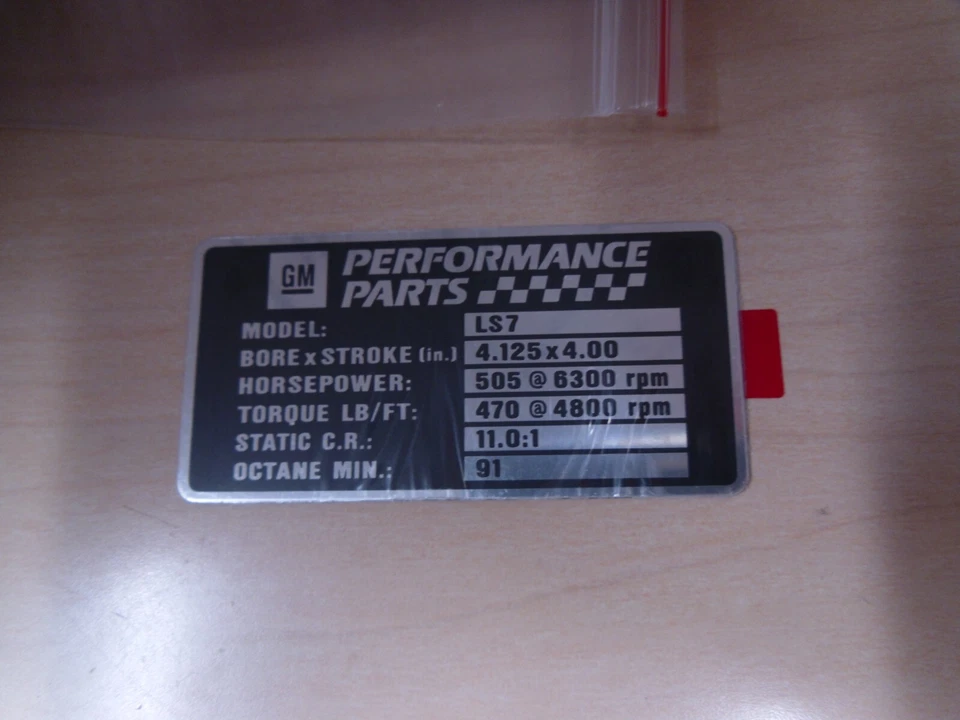 GM PERFORMANCE
PARTS
MODEL: LS7
BORE x STROKE (in.) 4.125 x 4.00
HORSEPOWER: 505 @ 6300 rpm
TORQUE LB/FT: 470 @ 4800 rpm
STATIC C.R.: 11.0:1
OCTANE MIN.: 91